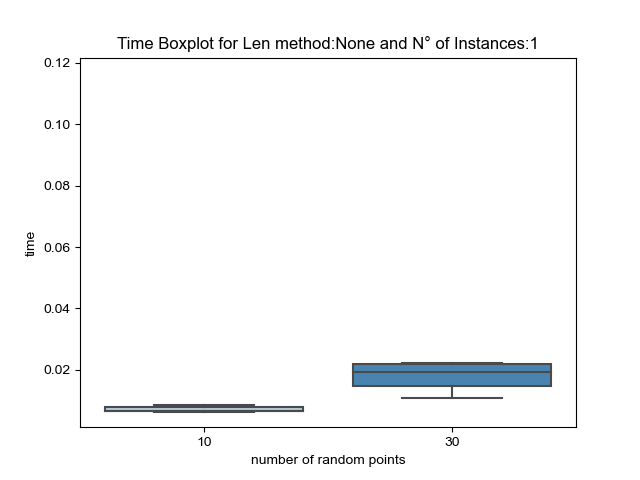 Time Boxplot for Len method:None and N° of Instances:1
0.12
0.10
0.08
0.06
0.04
0.02
time
10 30
number of random points